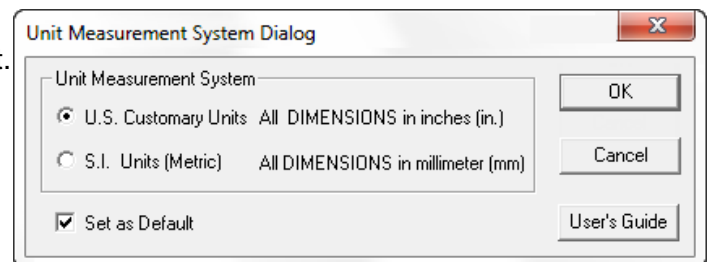 Unit Measurement System Dialog
t.
Unit Measurement System
OK
U.S. Customary Units All DIMENSIONS in inches (in.)
S.I. Units (Metric) All DIMENSIONS in millimeter (mm)
Cancel
Set as Default
User's Guide